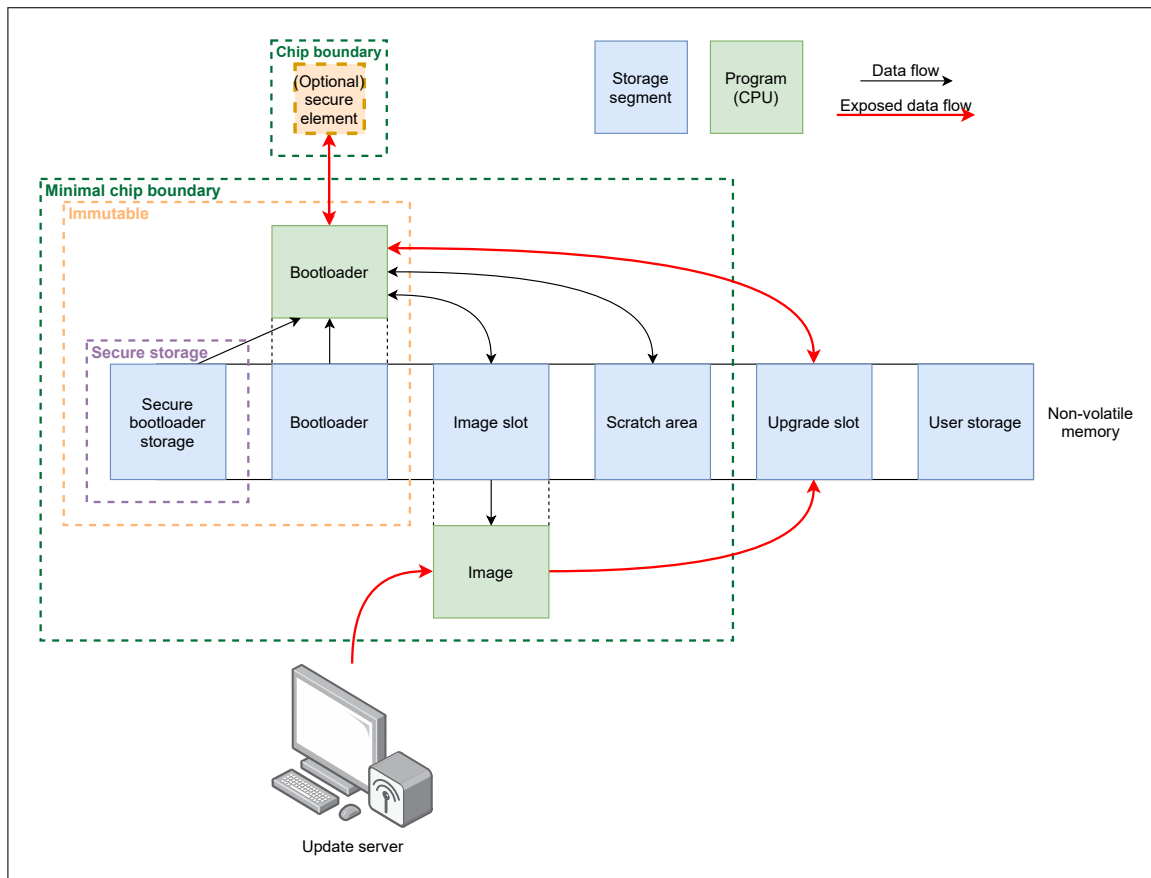 Chip boundary
(Optional)
secure
element
Storage
segment
Program
(CPU)
Data flow
Exposed data flow
Minimal chip boundary
Immutable
Bootloader
Secure storage
Secure
bootloader
storage
Bootloader
Image slot
Scratch area
Upgrade slot
User storage
Non-volatile
memory
Image
Update server